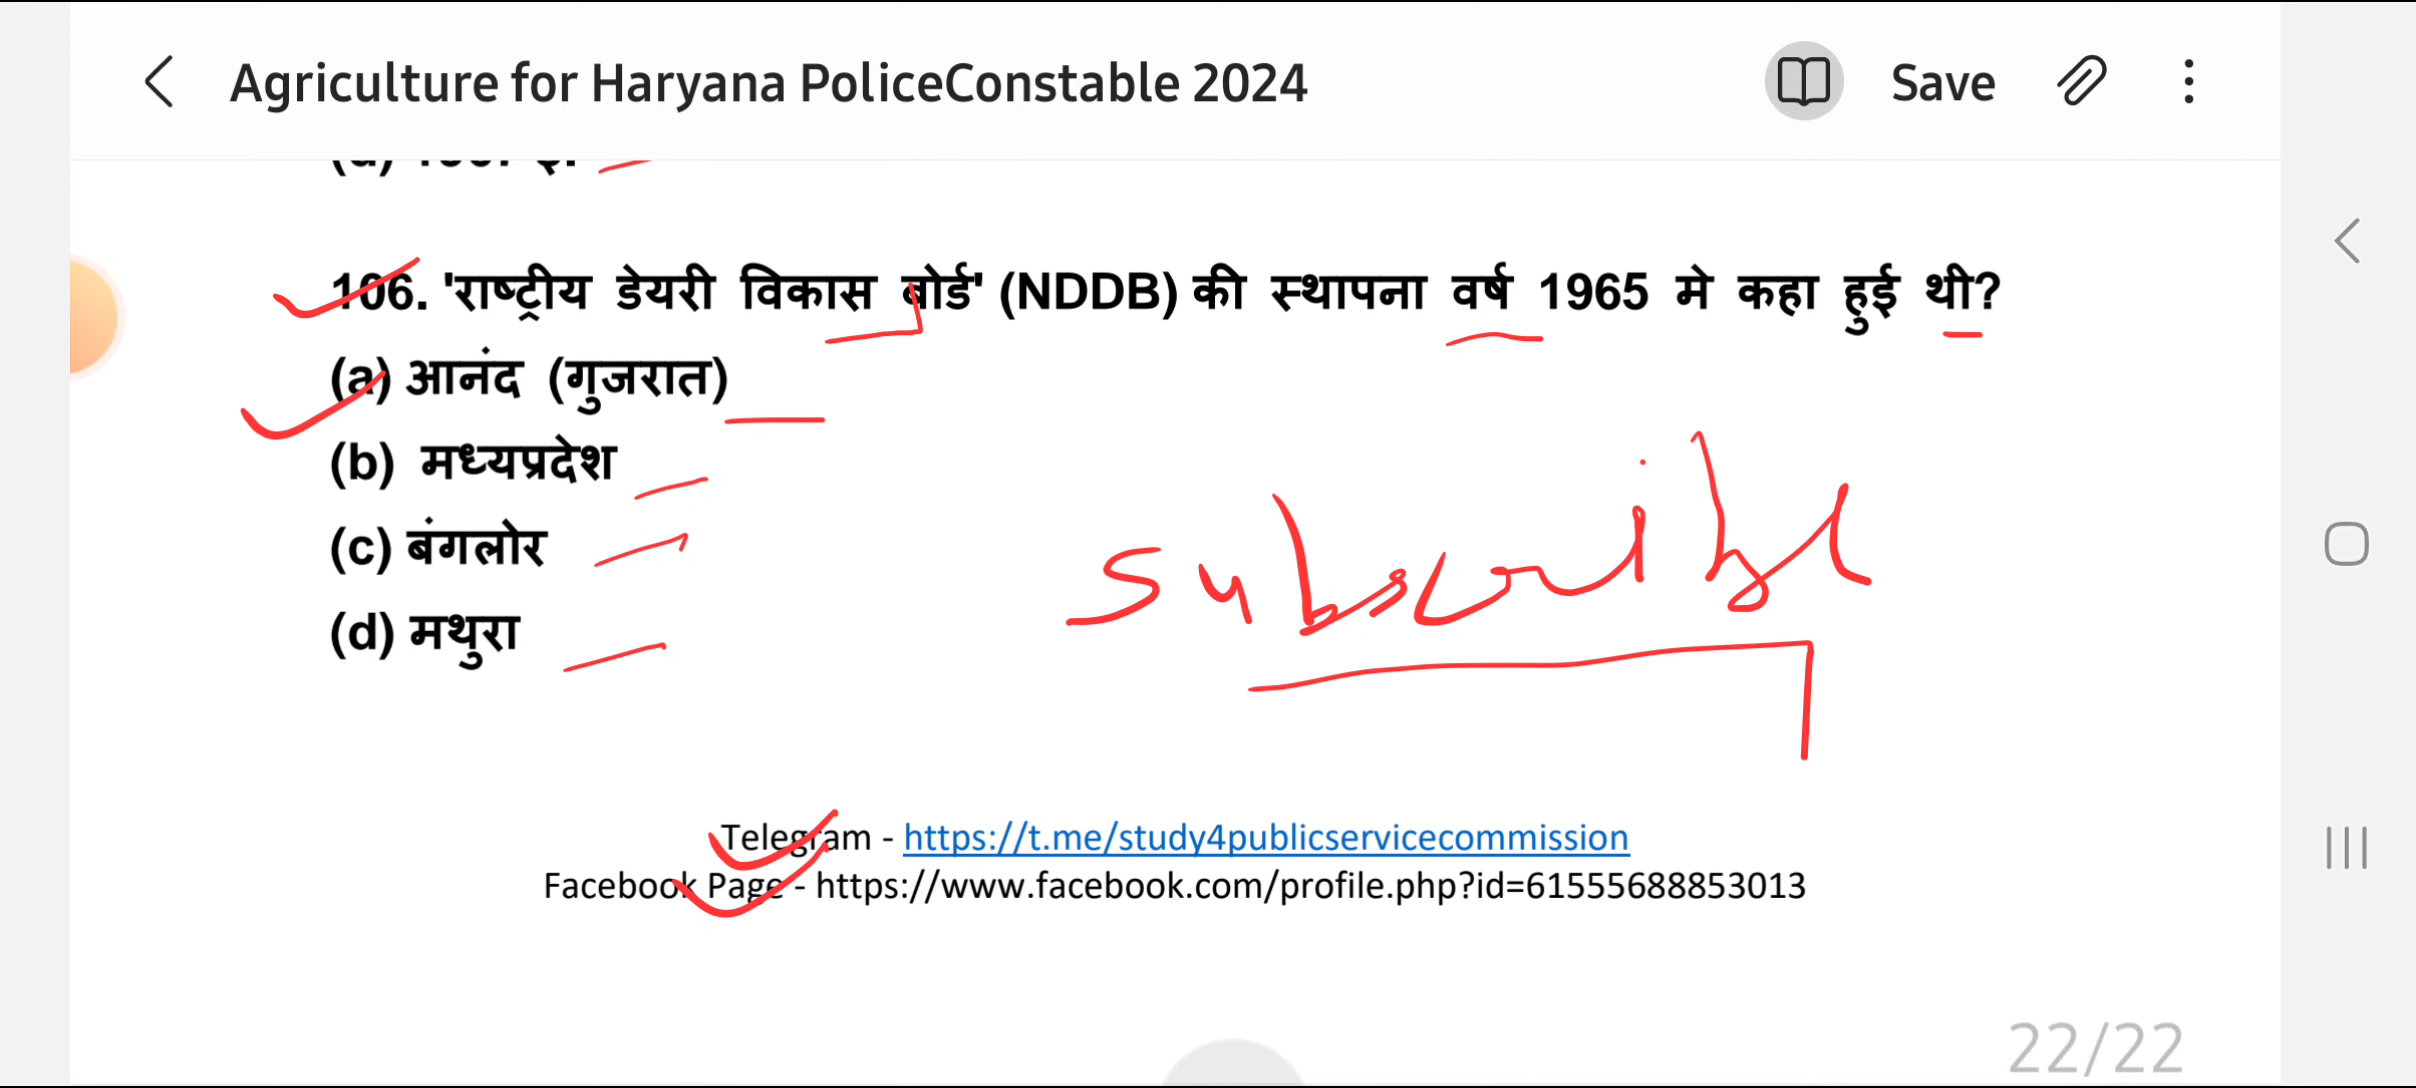 Agriculture for Haryana PoliceConstable 2024 Save
106. 'राष्ट्रीय डेयरी विकास बोर्ड' (NDDB) की स्थापना वर्ष 1965 मे कहा हुई थी?
(a) आनंद (गुजरात)
(b) मध्यप्रदेश
(c) बंगलोर
(d) मथुरा
Subscribe
Telegram - https://t.me/study4publicservicecommission
Facebook Page - https://www.facebook.com/profile.php?id=61555688853013
22/22